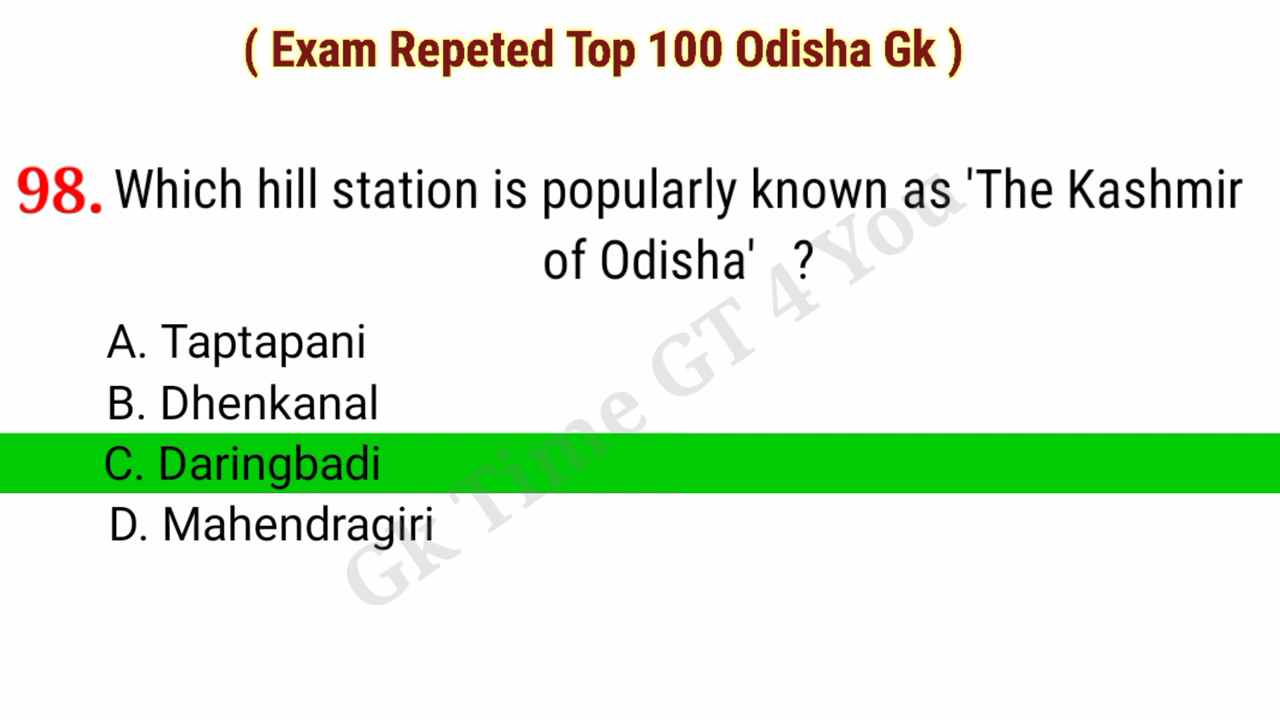 ( Exam Repeted Top 100 Odisha Gk )
98. Which hill station is popularly known as 'The Kashmir
of Odisha' ?
A. Taptapani
B. Dhenkanal
C. Daringbadi
D. Mahendragiri
Gk Time GT 4 You